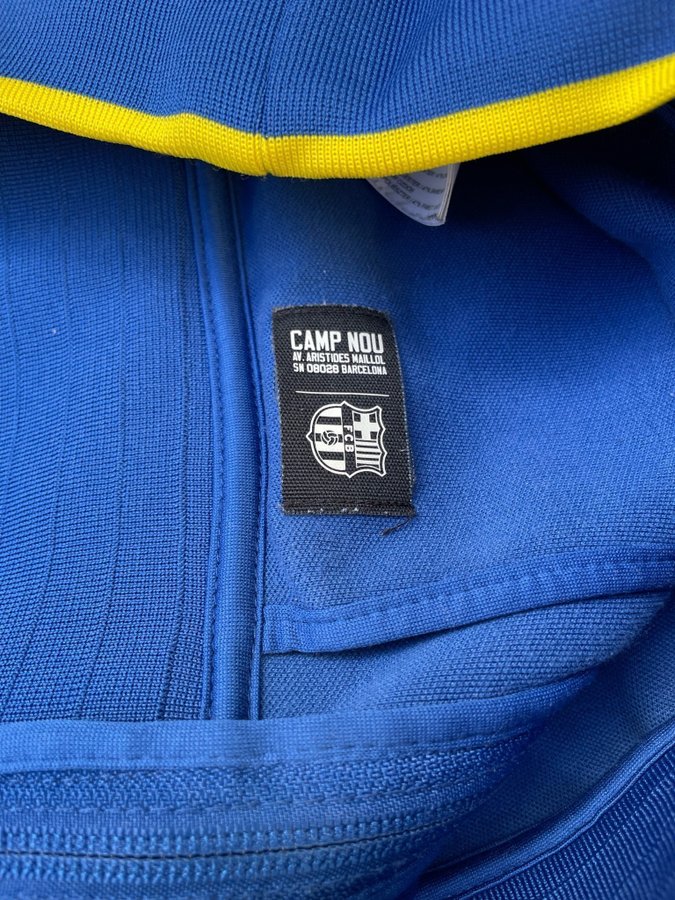 CAMP NOU
AV. ARISTIDES MAILLOL
SN 08028 BARCELONA
FCB